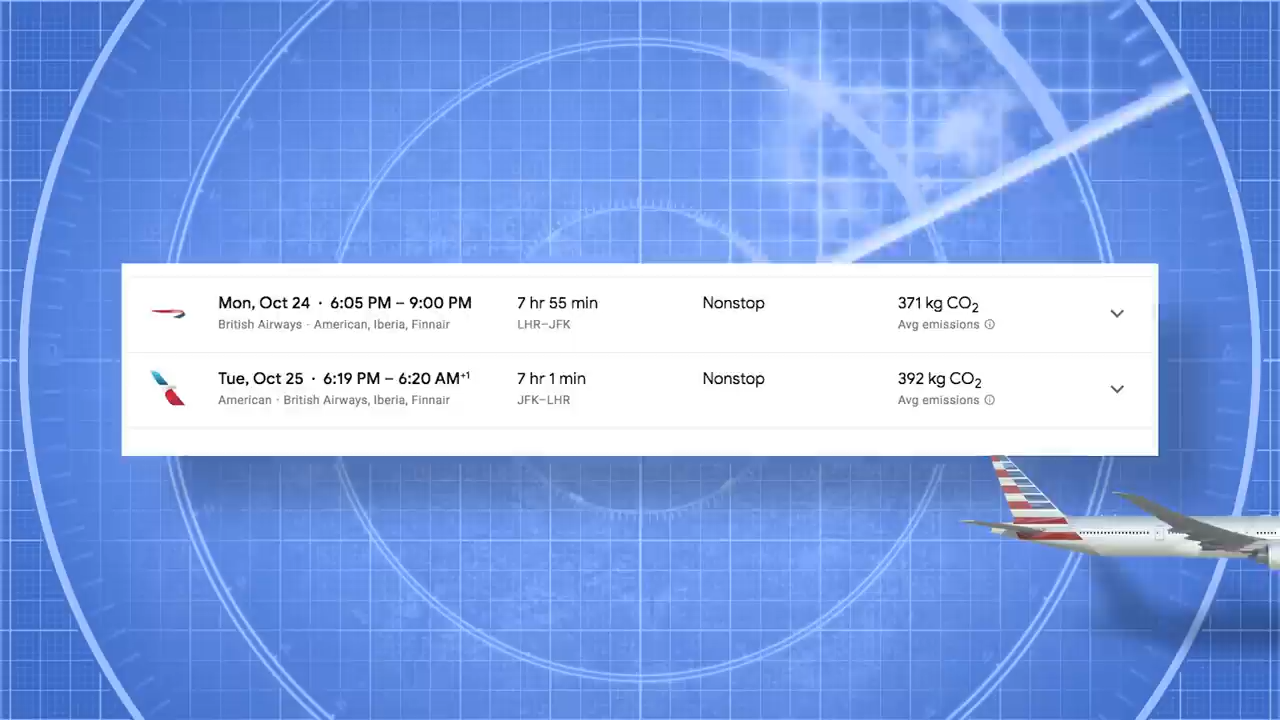 Mon, Oct 24 · 6:05 PM – 9:00 PM 7 hr 55 min Nonstop 371 kg CO2
British Airways · American, Iberia, Finnair LHR–JFK Avg emissions
Tue, Oct 25 · 6:19 PM – 6:20 AM+1 7 hr 1 min Nonstop 392 kg CO2
American · British Airways, Iberia, Finnair JFK–LHR Avg emissions